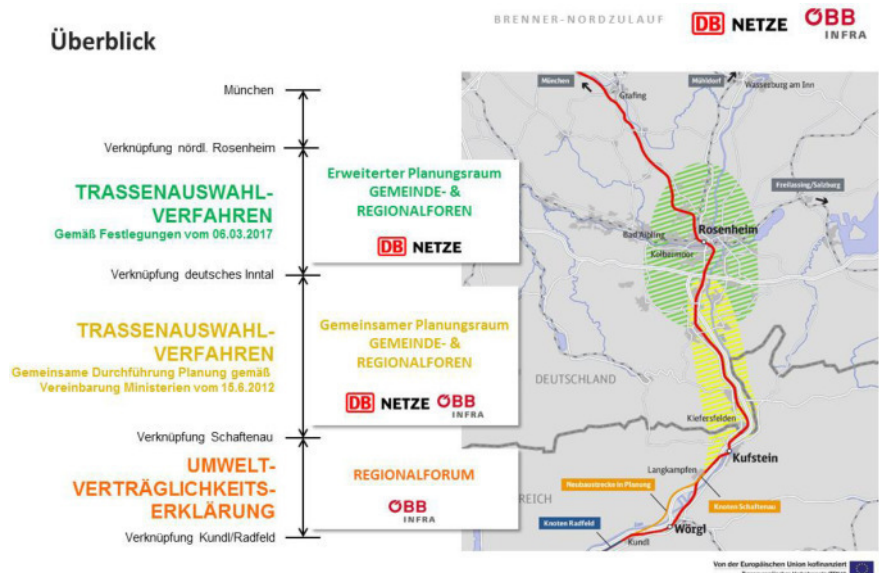 BRENNER-NORDZULAUF
DB NETZE
ÖBB
INFRA
Überblick
München
Verknüpfung nördl. Rosenheim
TRASSENAUSWAHL-
VERFAHREN
Gemäß Festlegungen vom 06.03.2017
Erweiterter Planungsraum
GEMEINDE- &
REGIONALFOREN
DB NETZE
Verknüpfung deutsches Inntal
TRASSENAUSWAHL-
VERFAHREN
Gemeinsame Durchführung Planung gemäß
Vereinbarung Ministerien vom 15.6.2012
Gemeinsamer Planungsraum
GEMEINDE- &
REGIONALFOREN
DB NETZE ÖBB
INFRA
Verknüpfung Schaftenau
UMWELT-
VERTRÄGLICHKEITS-
ERKLÄRUNG
REGIONALFORUM
ÖBB
INFRA
Verknüpfung Kundl/Radfeld
München
Mühldorf
Grafing
Wasserburg am Inn
Freilassing/Salzburg
Rosenheim
Bad Aibling
Kolbermoor
DEUTSCHLAND
Kiefersfelden
Kufstein
Langkampfen
Neubaustrecke in Planung
REICH
Knoten Schaftenau
Knoten Radfeld
Inn
Wörgl
Kundl
Von der Europäischen Union kofinanziert